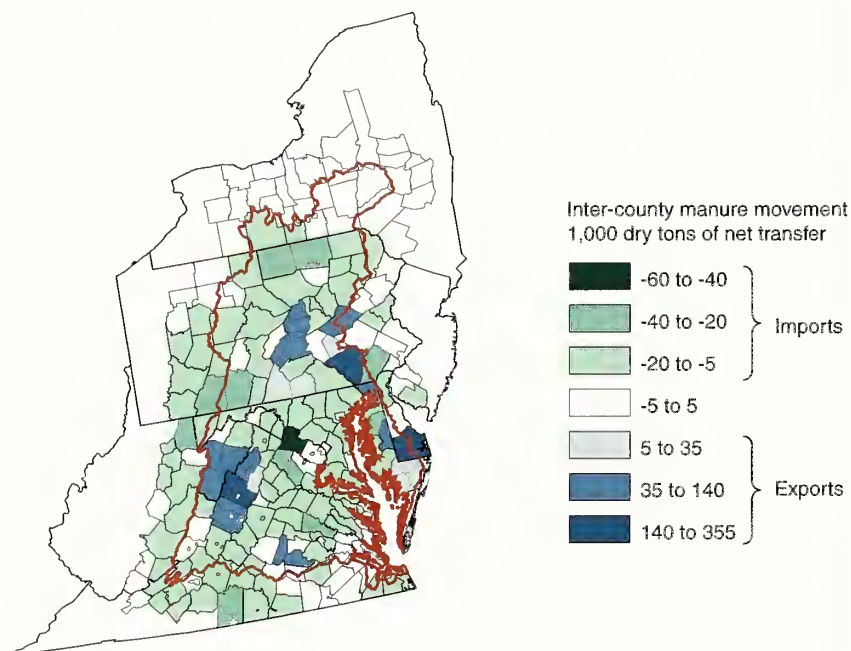 Inter-county manure movement
1,000 dry tons of net transfer
-60 to -40
-40 to -20
-20 to -5
-5 to 5
5 to 35
35 to 140
140 to 355
Imports
Exports